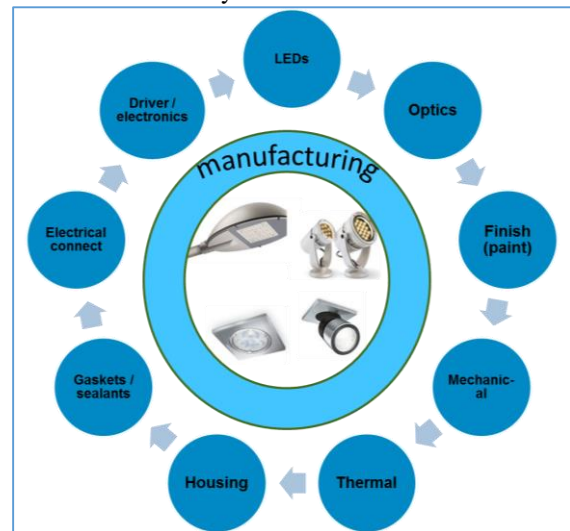 LEDs
Optics
Finish
(paint)
Mechanic-
al
Thermal
Housing
Gaskets /
sealants
Electrical
connect
Driver /
electronics
manufacturing